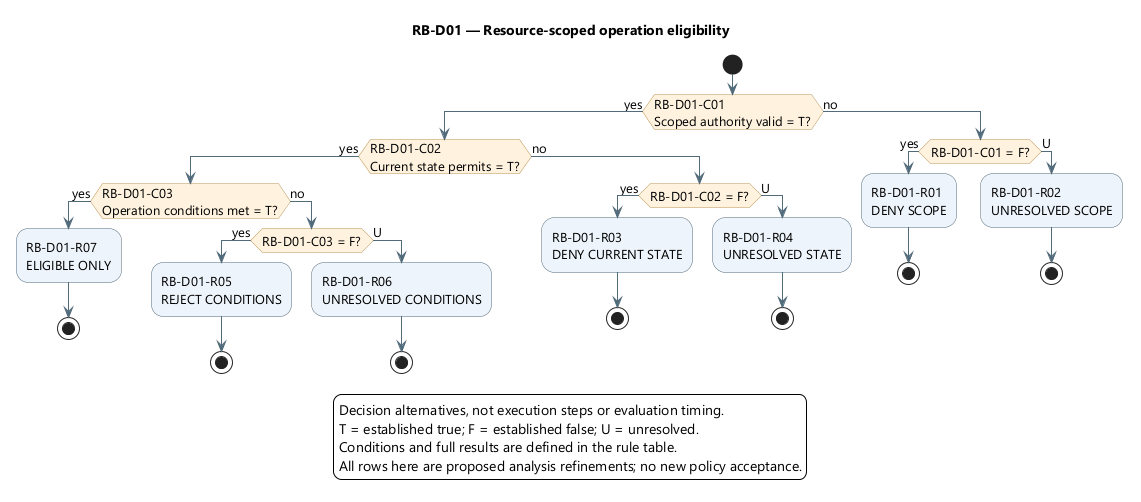 RB-D01 — Resource-scoped operation eligibility
yes
RB-D01-C01
Scoped authority valid = T?
no
yes
RB-D01-C02
Current state permits = T?
no
yes
RB-D01-C01 = F?
U
yes
RB-D01-C03
Operation conditions met = T?
no
yes
RB-D01-C02 = F?
U
RB-D01-R01
DENY SCOPE
RB-D01-R02
UNRESOLVED SCOPE
RB-D01-R07
ELIGIBLE ONLY
yes
RB-D01-C03 = F?
U
RB-D01-R03
DENY CURRENT STATE
RB-D01-R04
UNRESOLVED STATE
RB-D01-R05
REJECT CONDITIONS
RB-D01-R06
UNRESOLVED CONDITIONS
Decision alternatives, not execution steps or evaluation timing.
T = established true; F = established false; U = unresolved.
Conditions and full results are defined in the rule table.
All rows here are proposed analysis refinements; no new policy acceptance.